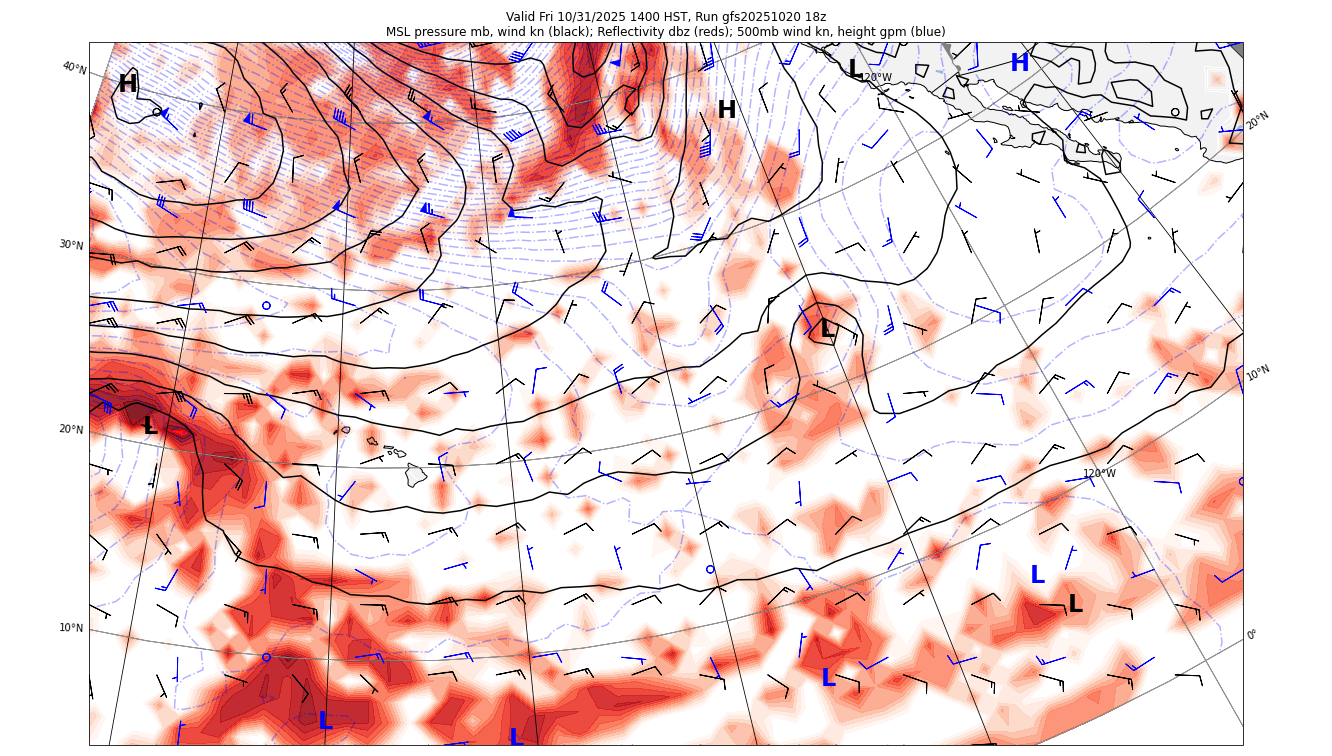 Valid Fri 10/31/2025 1400 HST, Run gfs20251020 18z
MSL pressure mb, wind kn (black); Reflectivity dbz (reds); 500mb wind kn, height gpm (blue)
40°N
H
H
L
120°W
H
20°N
30°N
L
10°N
20°N
L
120°W
L
L
10°N
0°
L
L
L